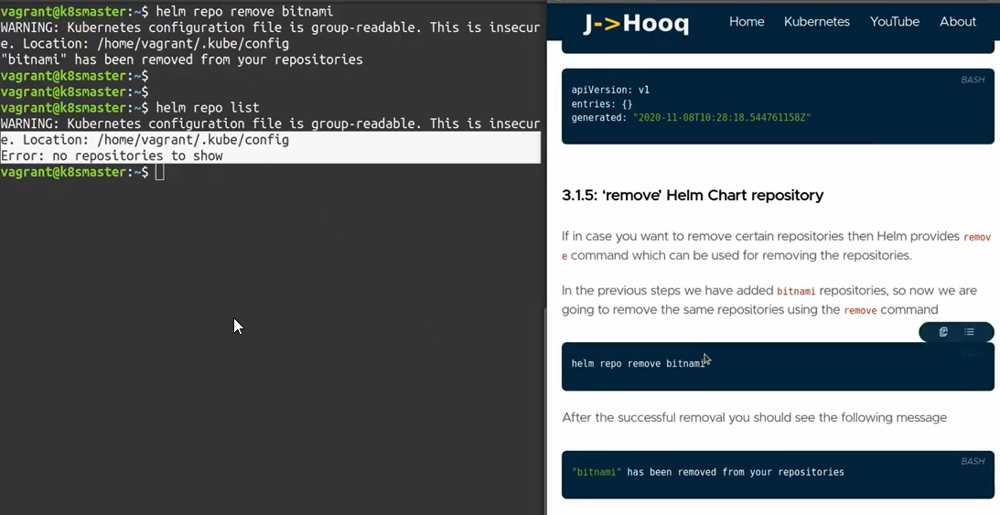 vagrant@k8smaster:~$ helm repo remove bitnami
WARNING: Kubernetes configuration file is group-readable. This is insecur
e. Location: /home/vagrant/.kube/config
"bitnami" has been removed from your repositories
vagrant@k8smaster:~$
vagrant@k8smaster:~$
vagrant@k8smaster:~$ helm repo list
WARNING: Kubernetes configuration file is group-readable. This is insecur
e. Location: /home/vagrant/.kube/config
Error: no repositories to show
vagrant@k8smaster:~$
J->Hooq
Home Kubernetes YouTube About
BASH
apiVersion: v1
entries: {}
generated: "2020-11-08T10:28:18.544761158Z"
3.1.5: ‘remove’ Helm Chart repository
If in case you want to remove certain repositories then Helm provides remov
e command which can be used for removing the repositories.
In the previous steps we have added bitnami repositories, so now we are
going to remove the same repositories using the remove command
helm repo remove bitnami
After the successful removal you should see the following message
BASH
"bitnami" has been removed from your repositories